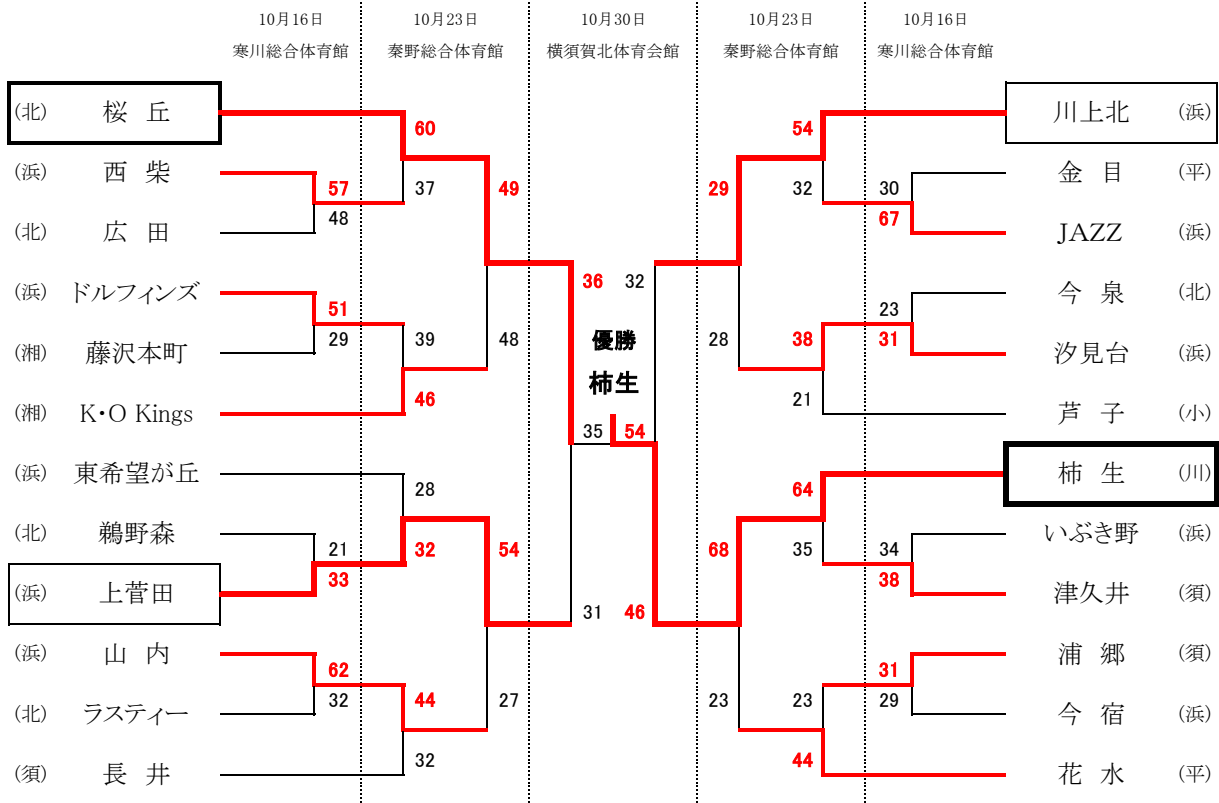 10月16日 10月23日 10月30日 10月23日 10月16日
寒川総合体育館 秦野総合体育館 横須賀北体育会館 秦野総合体育館 寒川総合体育館
(北) 桜 丘 60 54 川上北 (浜)
(浜) 西 柴 57 37 49 29 32 30 金 目 (平)
(北) 広 田 48 67 JAZZ (浜)
36 32
(浜) ドルフィンズ 51 23 今 泉 (北)
(湘) 藤沢本町 29 39 48 優勝 28 38 31 汐見台 (浜)
柿生
(湘) K・O Kings 46 21 芦 子 (小)
35 54
(浜) 東希望が丘 28 64 柿 生 (川)
(北) 鵜野森 21 32 54 68 35 34 いぶき野 (浜)
(浜) 上菅田 33 38 津久井 (須)
31 46
(浜) 山 内 62 31 浦 郷 (須)
(北) ラスティー 32 44 27 23 23 29 今 宿 (浜)
(須) 長 井 32 44 花 水 (平)